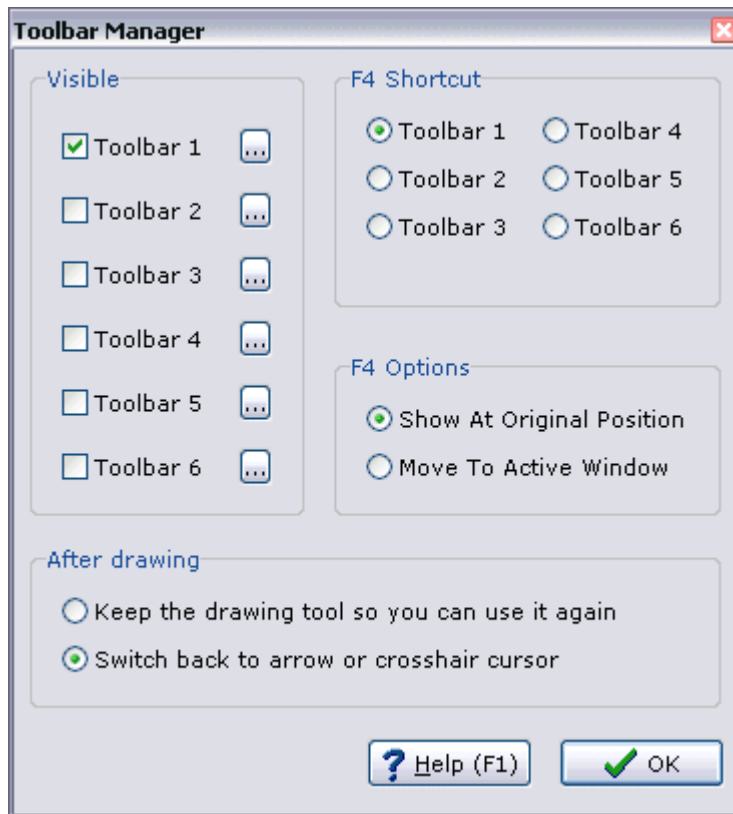 Toolbar Manager
Visible
Toolbar 1 ...
Toolbar 2 ...
Toolbar 3 ...
Toolbar 4 ...
Toolbar 5 ...
Toolbar 6 ...
F4 Shortcut
Toolbar 1 Toolbar 4
Toolbar 2 Toolbar 5
Toolbar 3 Toolbar 6
F4 Options
Show At Original Position
Move To Active Window
After drawing
Keep the drawing tool so you can use it again
Switch back to arrow or crosshair cursor
? Help (F1) OK